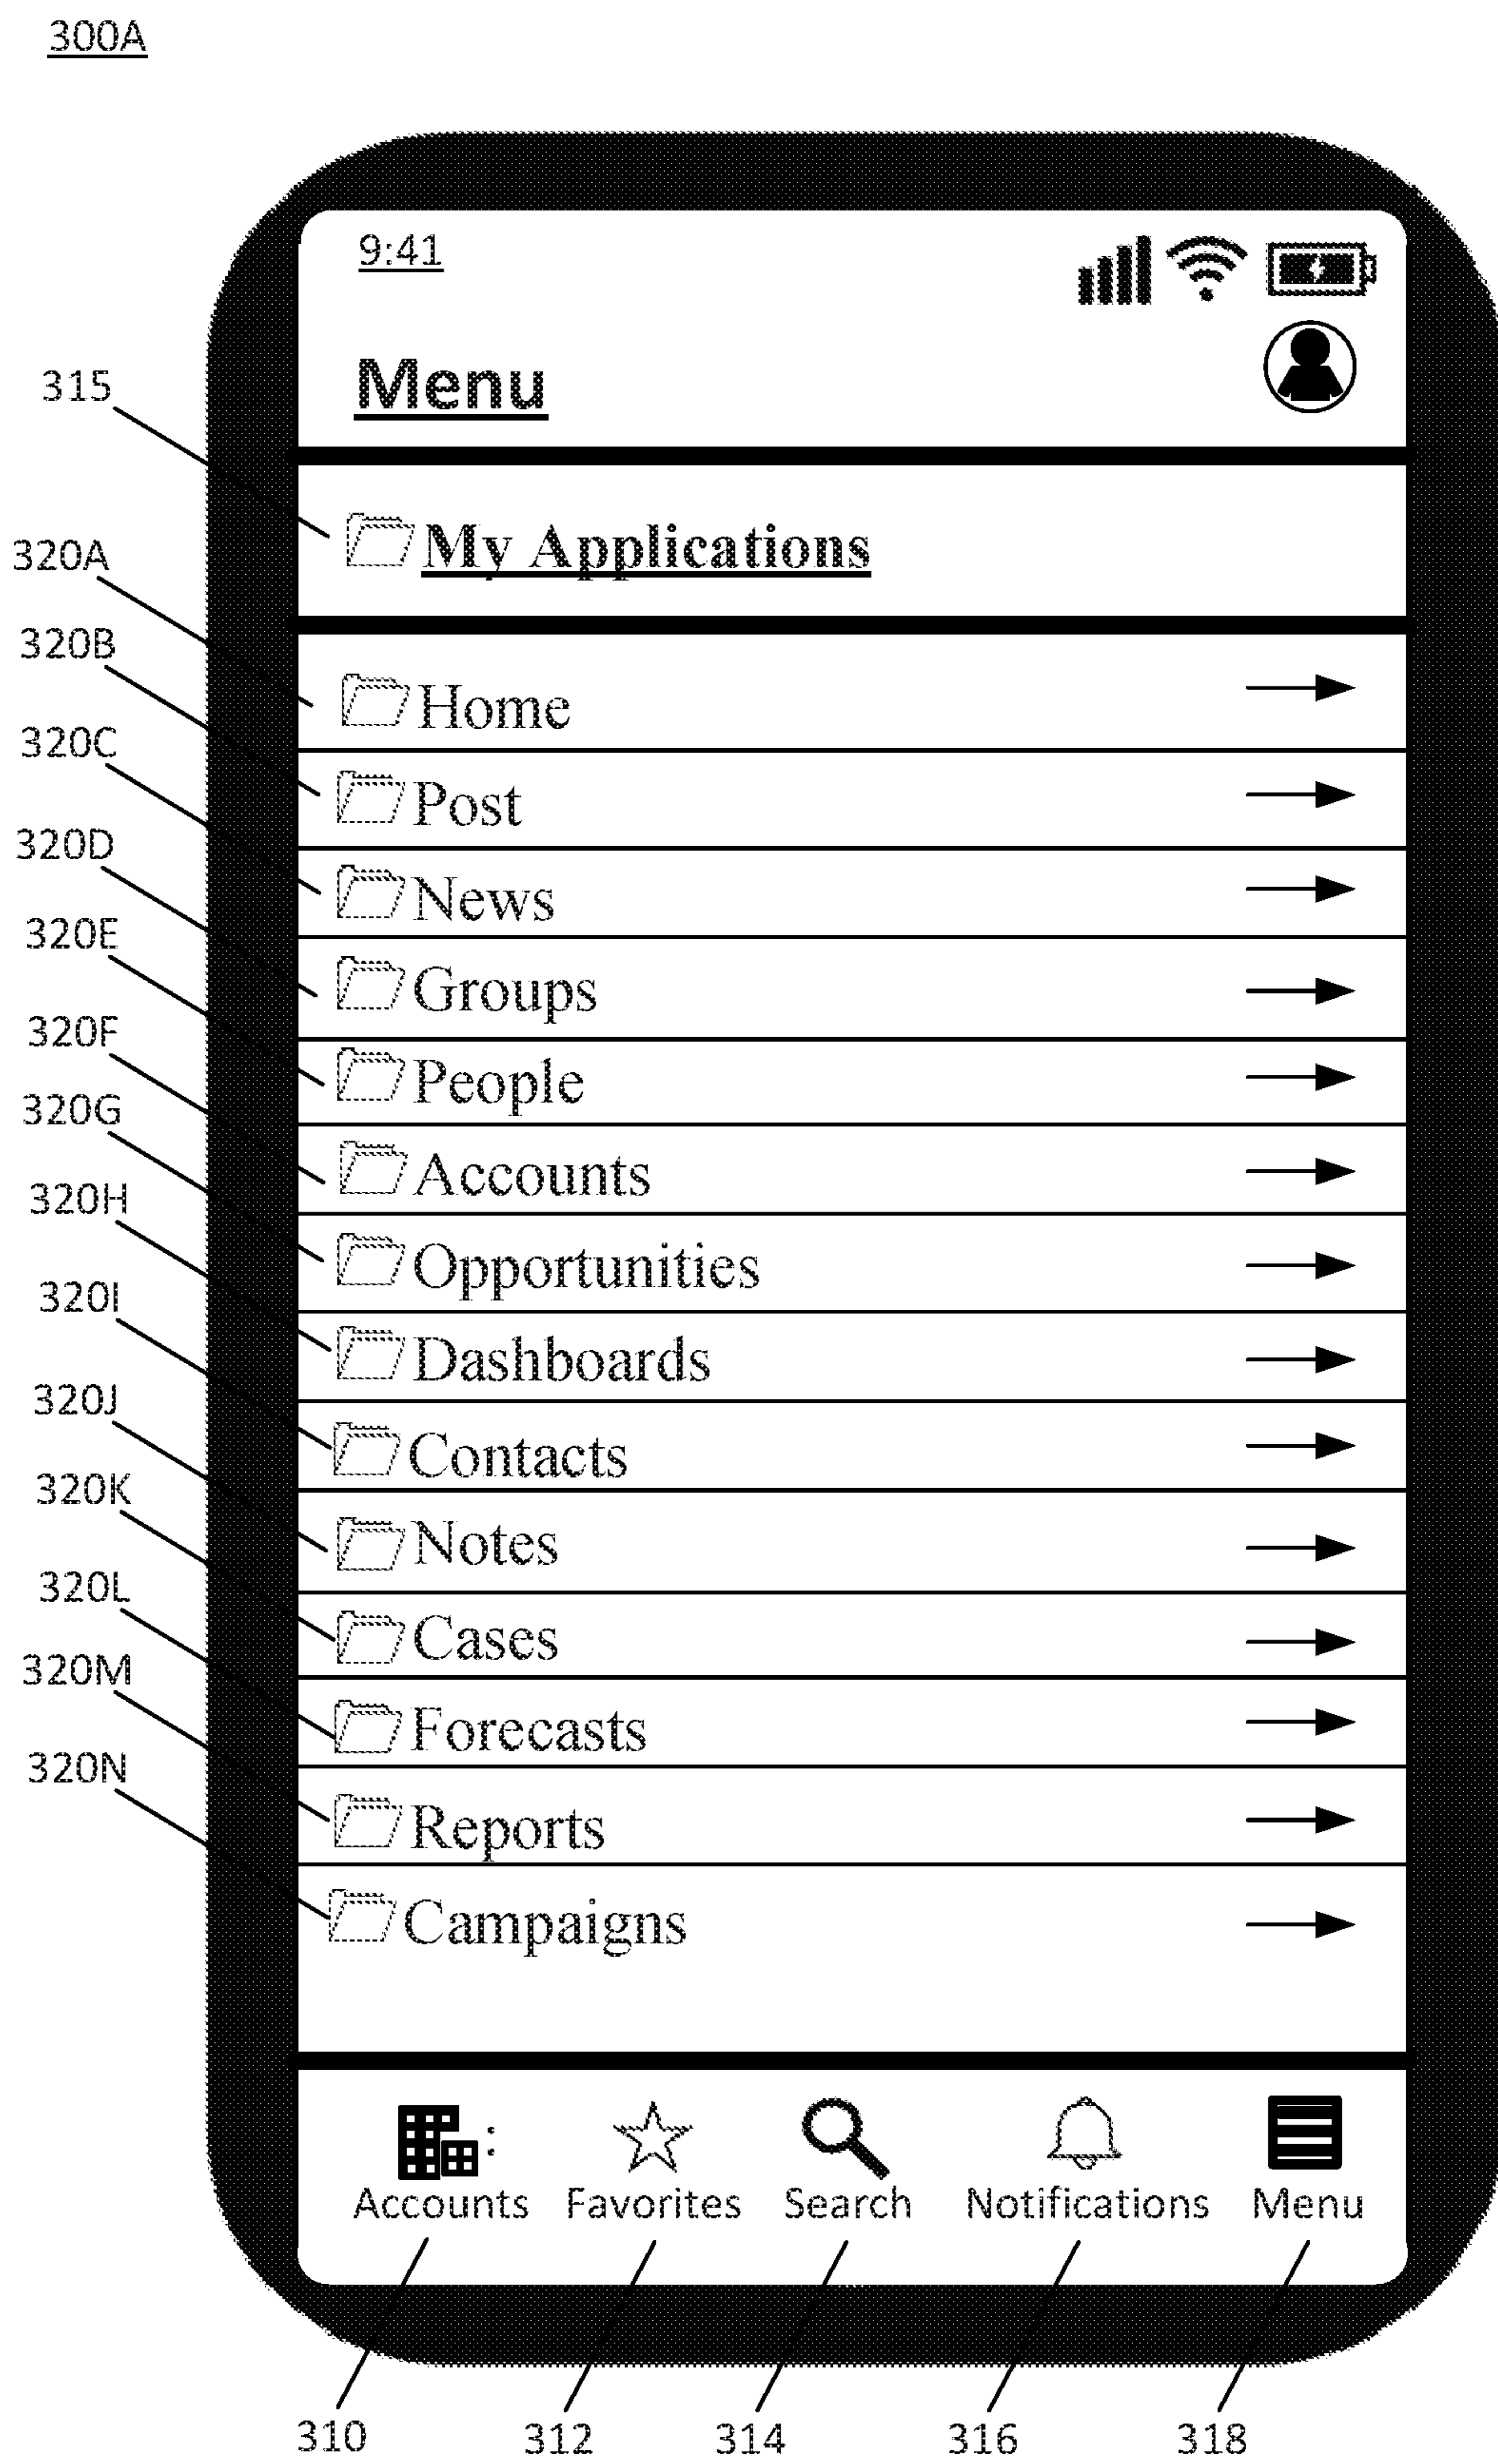 300A
9:41
Menu
315
My Applications
320A
Home
320B
Post
320C
News
320D
Groups
320E
People
320F
Accounts
320G
Opportunities
320H
Dashboards
320I
Contacts
320J
Notes
320K
Cases
320L
Forecasts
320M
Reports
320N
Campaigns
Accounts Favorites Search Notifications Menu
310 312 314 316 318